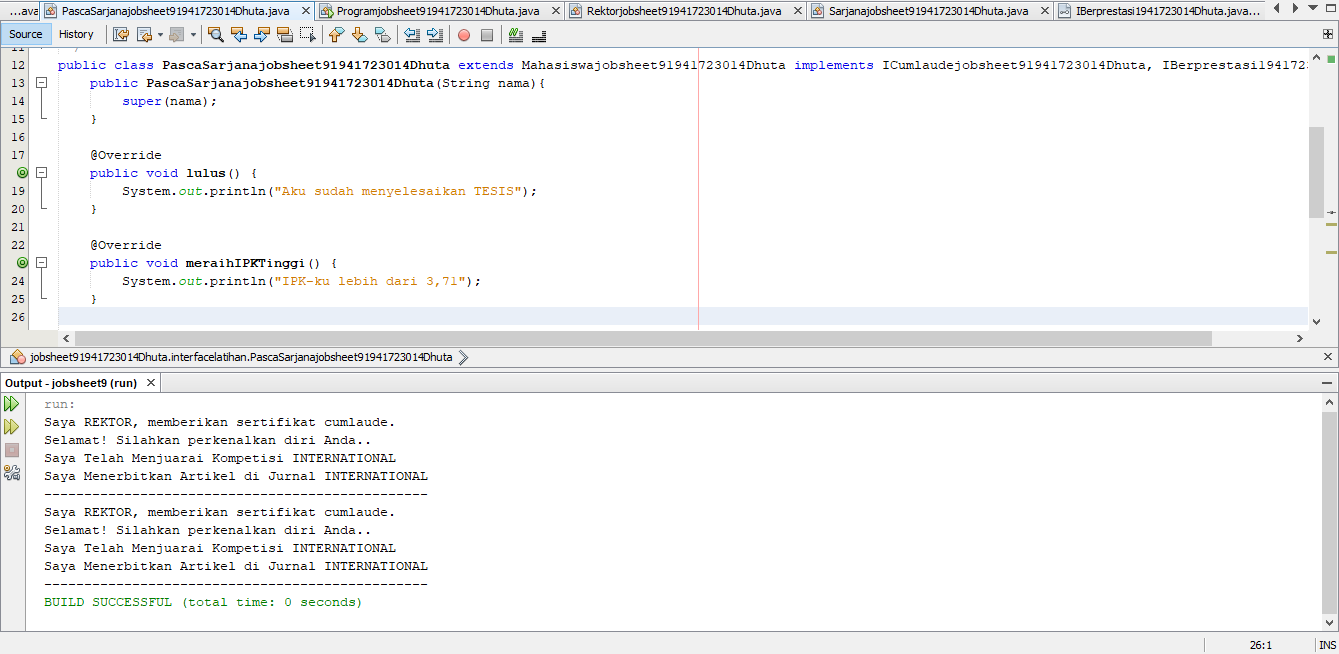 ...ava
PascaSarjanajobsheet91941723014Dhuta.java
Programjobsheet91941723014Dhuta.java
Rektorjobsheet91941723014Dhuta.java
Sarjanajobsheet91941723014Dhuta.java
IBerprestasi1941723014Dhuta.java...
Source History
11
12 public class PascaSarjanajobsheet91941723014Dhuta extends Mahasiswajobsheet91941723014Dhuta implements ICumlaudejobsheet91941723014Dhuta, IBerprestasi194172
13 public PascaSarjanajobsheet91941723014Dhuta(String nama){
14 super(nama);
15 }
16
17 @Override
public void lulus() {
19 System.out.println("Aku sudah menyelesaikan TESIS");
20 }
21
22 @Override
public void meraihIPKTinggi() {
24 System.out.println("IPK-ku lebih dari 3,71");
25 }
26
jobsheet91941723014Dhuta.interfacelatihan.PascaSarjanajobsheet91941723014Dhuta
Output - jobsheet9 (run)
run:
Saya REKTOR, memberikan sertifikat cumlaude.
Selamat! Silahkan perkenalkan diri Anda..
Saya Telah Menjuarai Kompetisi INTERNATIONAL
Saya Menerbitkan Artikel di Jurnal INTERNATIONAL
------------------------------------------------
Saya REKTOR, memberikan sertifikat cumlaude.
Selamat! Silahkan perkenalkan diri Anda..
Saya Telah Menjuarai Kompetisi INTERNATIONAL
Saya Menerbitkan Artikel di Jurnal INTERNATIONAL
------------------------------------------------
BUILD SUCCESSFUL (total time: 0 seconds)
26:1 INS